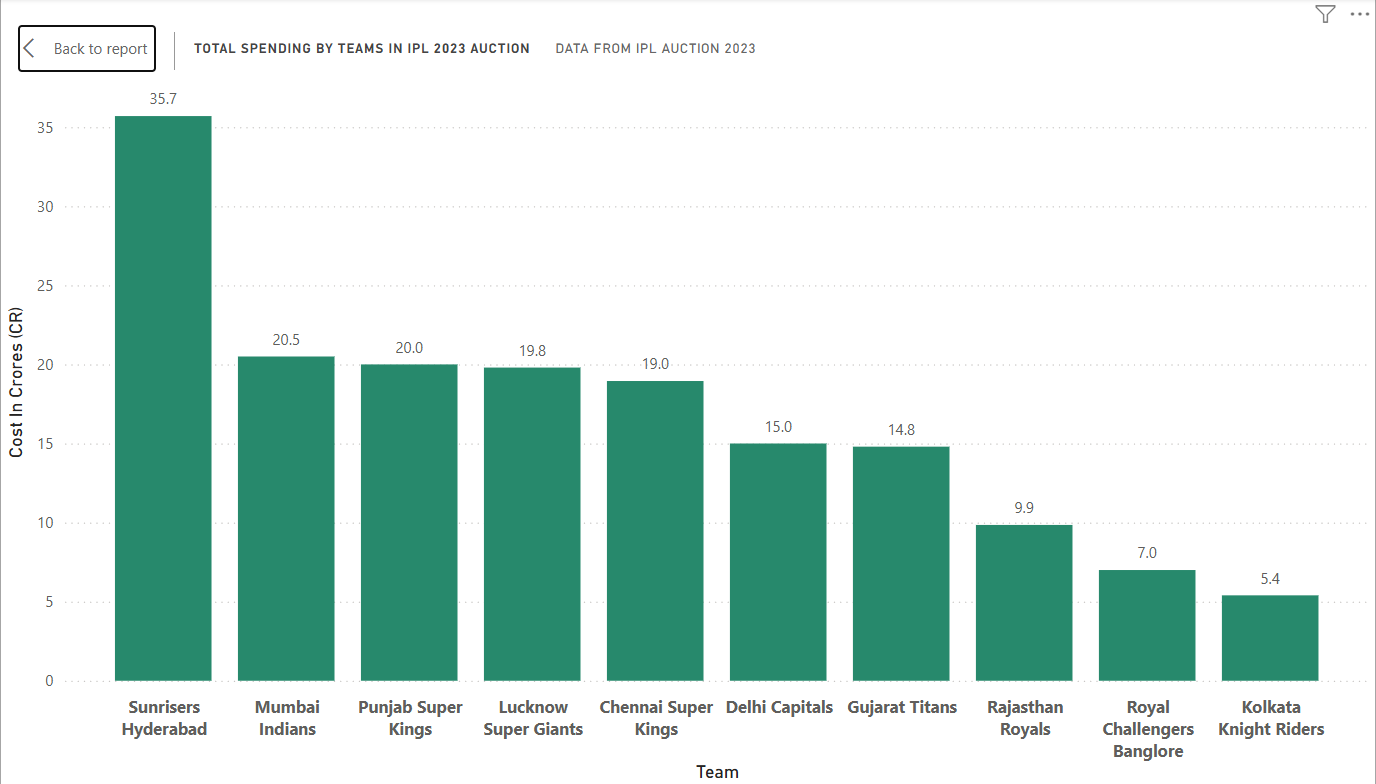 Back to report
TOTAL SPENDING BY TEAMS IN IPL 2023 AUCTION
DATA FROM IPL AUCTION 2023
Cost In Crores (CR)
35
30
25
20
15
10
5
0
35.7
20.5
20.0
19.8
19.0
15.0
14.8
9.9
7.0
5.4
Sunrisers
Hyderabad
Mumbai
Indians
Punjab Super
Kings
Lucknow
Super Giants
Chennai Super
Kings
Delhi Capitals
Gujarat Titans
Rajasthan
Royals
Royal
Challengers
Banglore
Kolkata
Knight Riders
Team